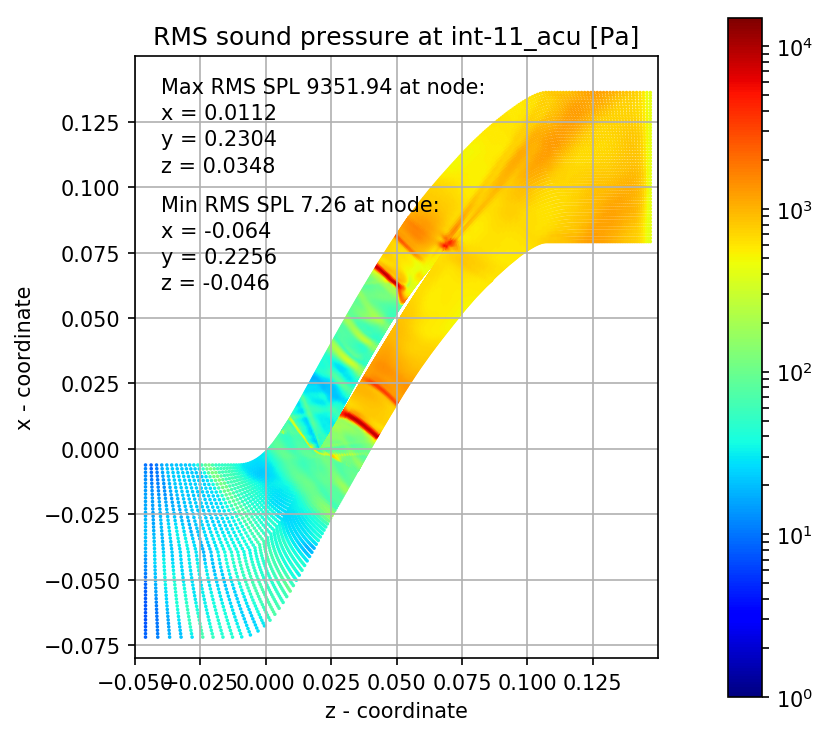 RMS sound pressure at int-11_acu [Pa]
Max RMS SPL 9351.94 at node:
x = 0.0112
y = 0.2304
z = 0.0348
Min RMS SPL 7.26 at node:
x = -0.064
y = 0.2256
z = -0.046
x - coordinate
0.125
0.100
0.075
0.050
0.025
0.000
−0.025
−0.050
−0.075
−0.050 −0.025 0.000 0.025 0.050 0.075 0.100 0.125
z - coordinate
10⁴
10³
10²
10¹
10⁰